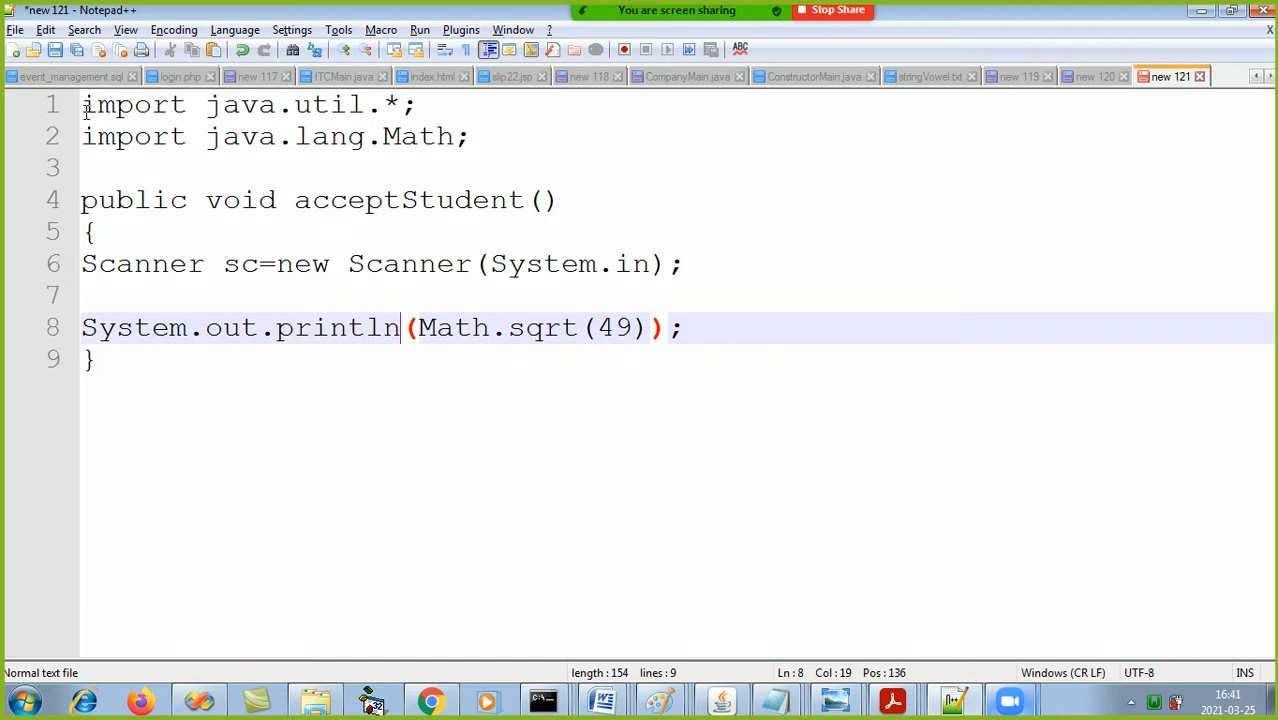 *new 121 - Notepad++
You are screen sharing
Stop Share
File Edit Search View Encoding Language Settings Tools Macro Run Plugins Window ?
X
event_management.sql login.php new 117 ITCMain.java index.html slip22.jsp new 118 CompanyMain.java ConstructorMain.java stringvowel.txt new 119 new 120 new 121
1 import java.util.*;
2 import java.lang.Math;
3
4 public void acceptStudent()
5 {
6 Scanner sc=new Scanner(System.in);
7
8 System.out.println(Math.sqrt(49));
9 }
Normal text file length : 154 lines : 9 Ln : 8 Col : 19 Pos : 136 Windows (CR LF) UTF-8 INS
16:41
2021-03-25